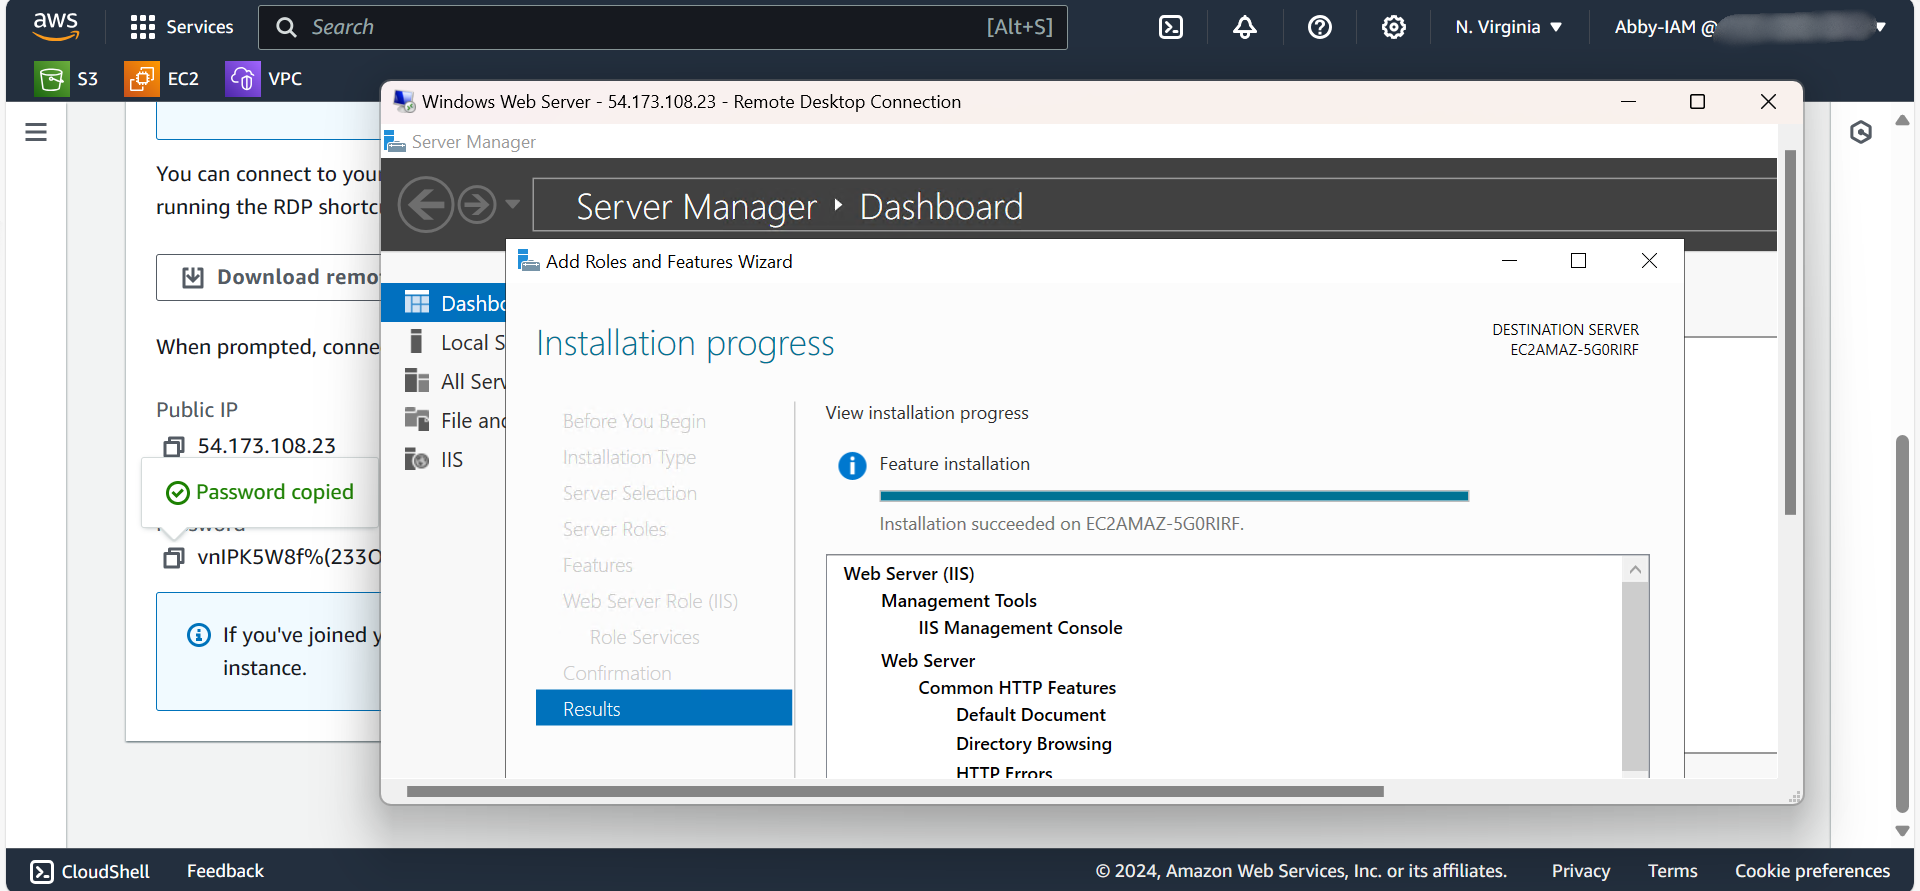 aws
Services
Search
[Alt+S]
N. Virginia
Abby-IAM @
S3
EC2
VPC
Windows Web Server - 54.173.108.23 - Remote Desktop Connection
Server Manager
Server Manager
Dashboard
You can connect to your
running the RDP shortc
Download remo
When prompted, conne
Public IP
54.173.108.23
Password copied
Password
vnIPK5W8f%(233O
If you've joined y
instance.
Dashbo
Local S
All Serv
File and
IIS
Add Roles and Features Wizard
Installation progress
DESTINATION SERVER
EC2AMAZ-5G0RIRF
Before You Begin
Installation Type
Server Selection
Server Roles
Features
Web Server Role (IIS)
Role Services
Confirmation
Results
View installation progress
Feature installation
Installation succeeded on EC2AMAZ-5G0RIRF.
Web Server (IIS)
Management Tools
IIS Management Console
Web Server
Common HTTP Features
Default Document
Directory Browsing
HTTP Errors
CloudShell
Feedback
© 2024, Amazon Web Services, Inc. or its affiliates.
Privacy
Terms
Cookie preferences